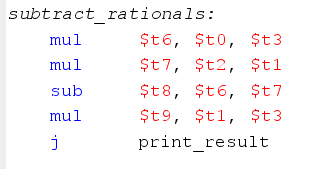 subtract_rationals:
mul $t6, $t0, $t3
mul $t7, $t2, $t1
sub $t8, $t6, $t7
mul $t9, $t1, $t3
j print_result